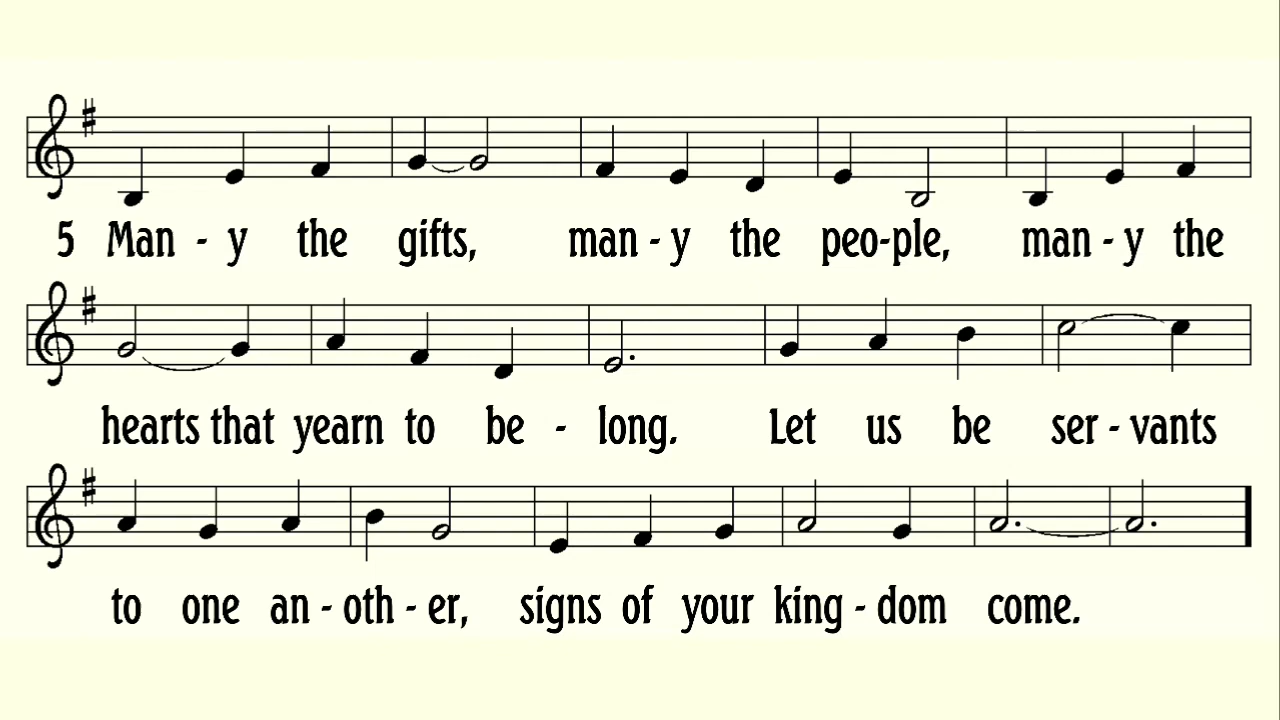 5 Man - y the gifts, man - y the peo-ple, man - y the
hearts that yearn to be - long. Let us be ser - vants
to one an - oth - er, signs of your king - dom come.